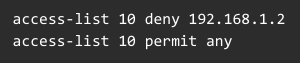 access-list 10 deny 192.168.1.2
access-list 10 permit any